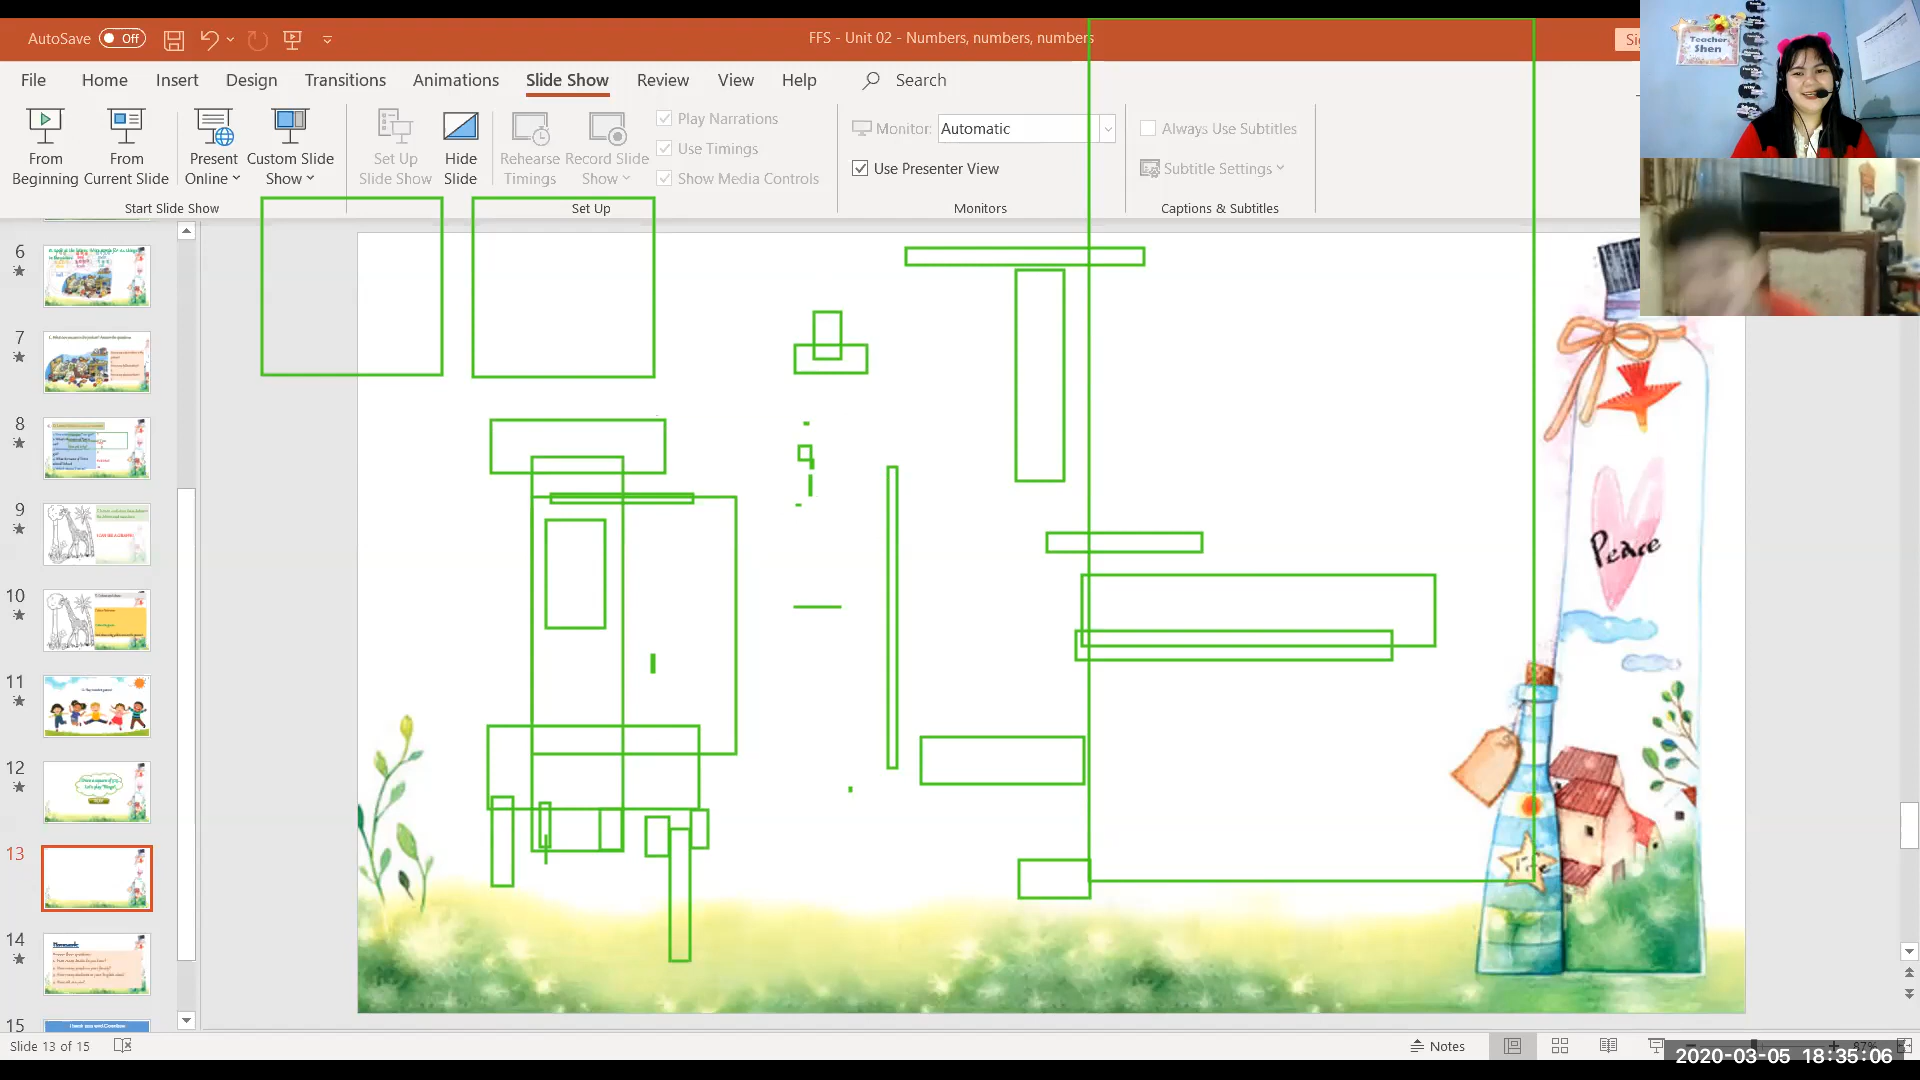 AutoSave Off
FFS - Unit 02 - Numbers, numbers, numbers
File Home Insert Design Transitions Animations Slide Show Review View Help Search
From Beginning
From Current Slide
Present Online
Custom Slide Show
Set Up Slide Show
Hide Slide
Rehearse Timings
Record Slide Show
Play Narrations
Use Timings
Show Media Controls
Monitor: Automatic
Use Presenter View
Always Use Subtitles
Subtitle Settings
Start Slide Show
Set Up
Monitors
Captions & Subtitles
Teacher Shen
6
7
8
9
10
11
12
13
14
Homework
15
Peace
Slide 13 of 15
Notes
87%
2020-03-05 18:35:06